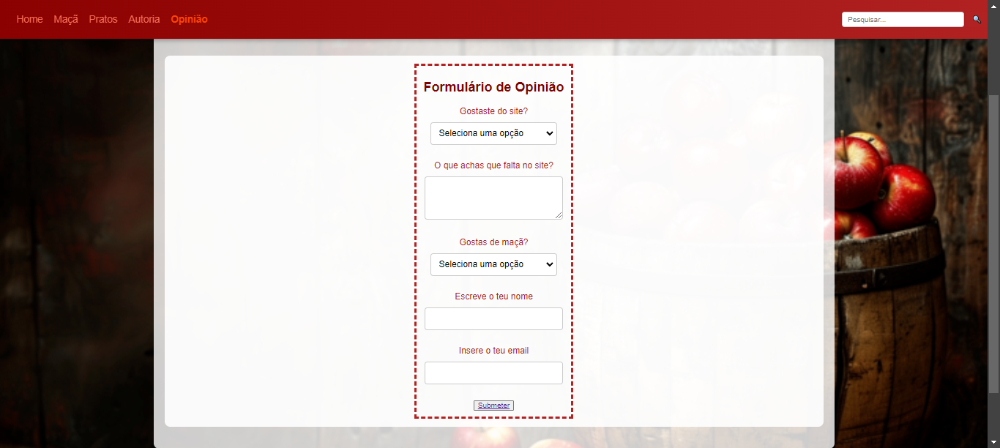 Home Maçã Pratos Autoria Opinião Pesquisar...
Formulário de Opinião
Gostaste do site?
Seleciona uma opção
O que achas que falta no site?
Gostas de maçã?
Seleciona uma opção
Escreve o teu nome
Insere o teu email
Submeter